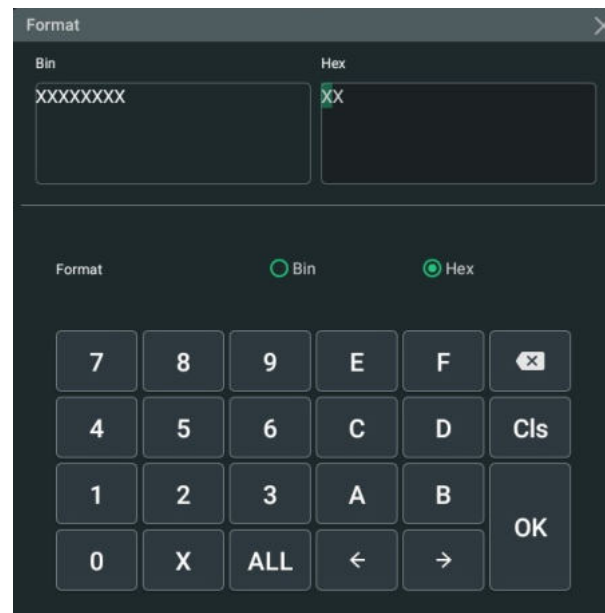 Format
Bin Hex
XXXXXXXX XX
Format Bin Hex
7 8 9 E F
4 5 6 C D Cls
1 2 3 A B
OK
0 X ALL ← →